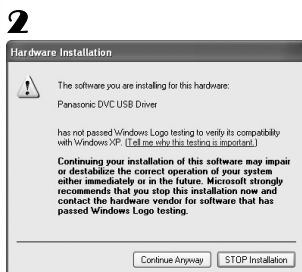 2
Hardware Installation
The software you are installing for this hardware:
Panasonic DVC USB Driver
has not passed Windows Logo testing to verify its compatibility
with Windows XP. (Tell me why this testing is important.)
Continuing your installation of this software may impair
or destabilize the correct operation of your system
either immediately or in the future. Microsoft strongly
recommends that you stop this installation now and
contact the hardware vendor for software that has
passed Windows Logo testing.
Continue Anyway STOP Installation